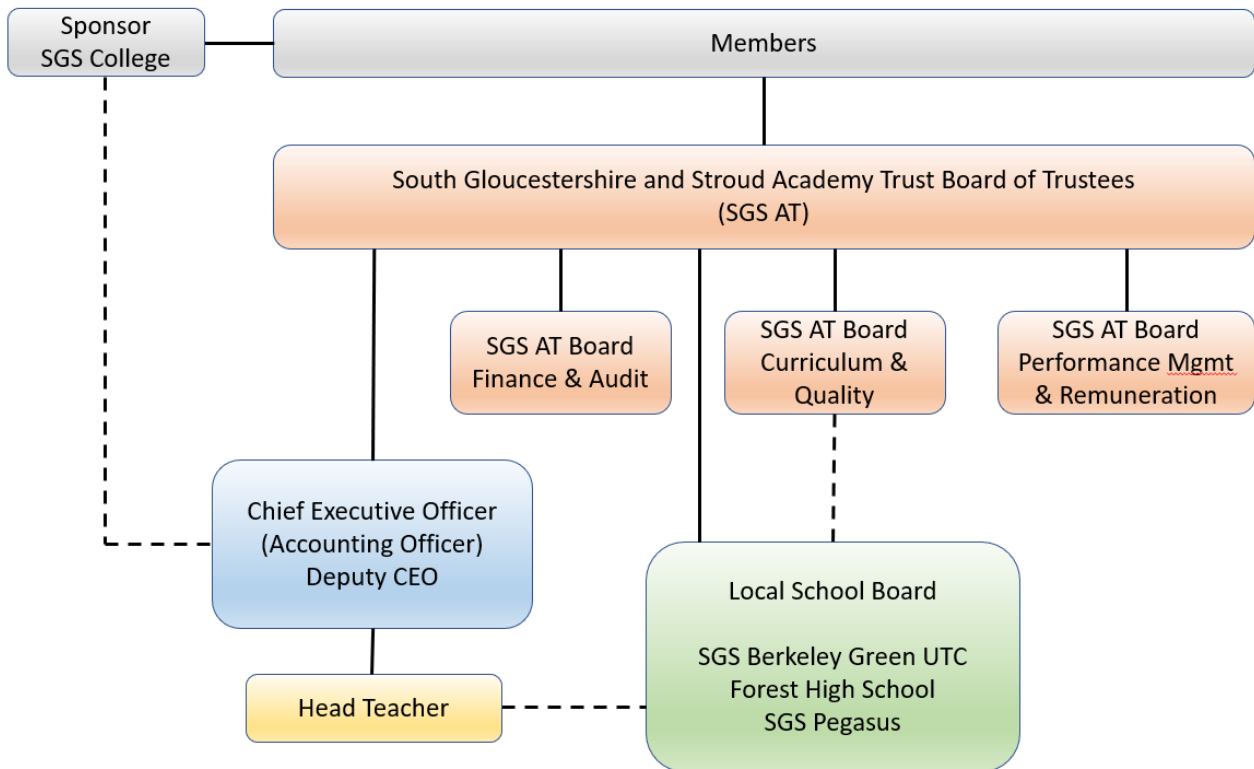 Sponsor
SGS College
Members
South Gloucestershire and Stroud Academy Trust Board of Trustees
(SGS AT)
SGS AT Board
Finance & Audit
SGS AT Board
Curriculum &
Quality
SGS AT Board
Performance Mgmt
& Remuneration
Chief Executive Officer
(Accounting Officer)
Deputy CEO
Local School Board
SGS Berkeley Green UTC
Forest High School
SGS Pegasus
Head Teacher